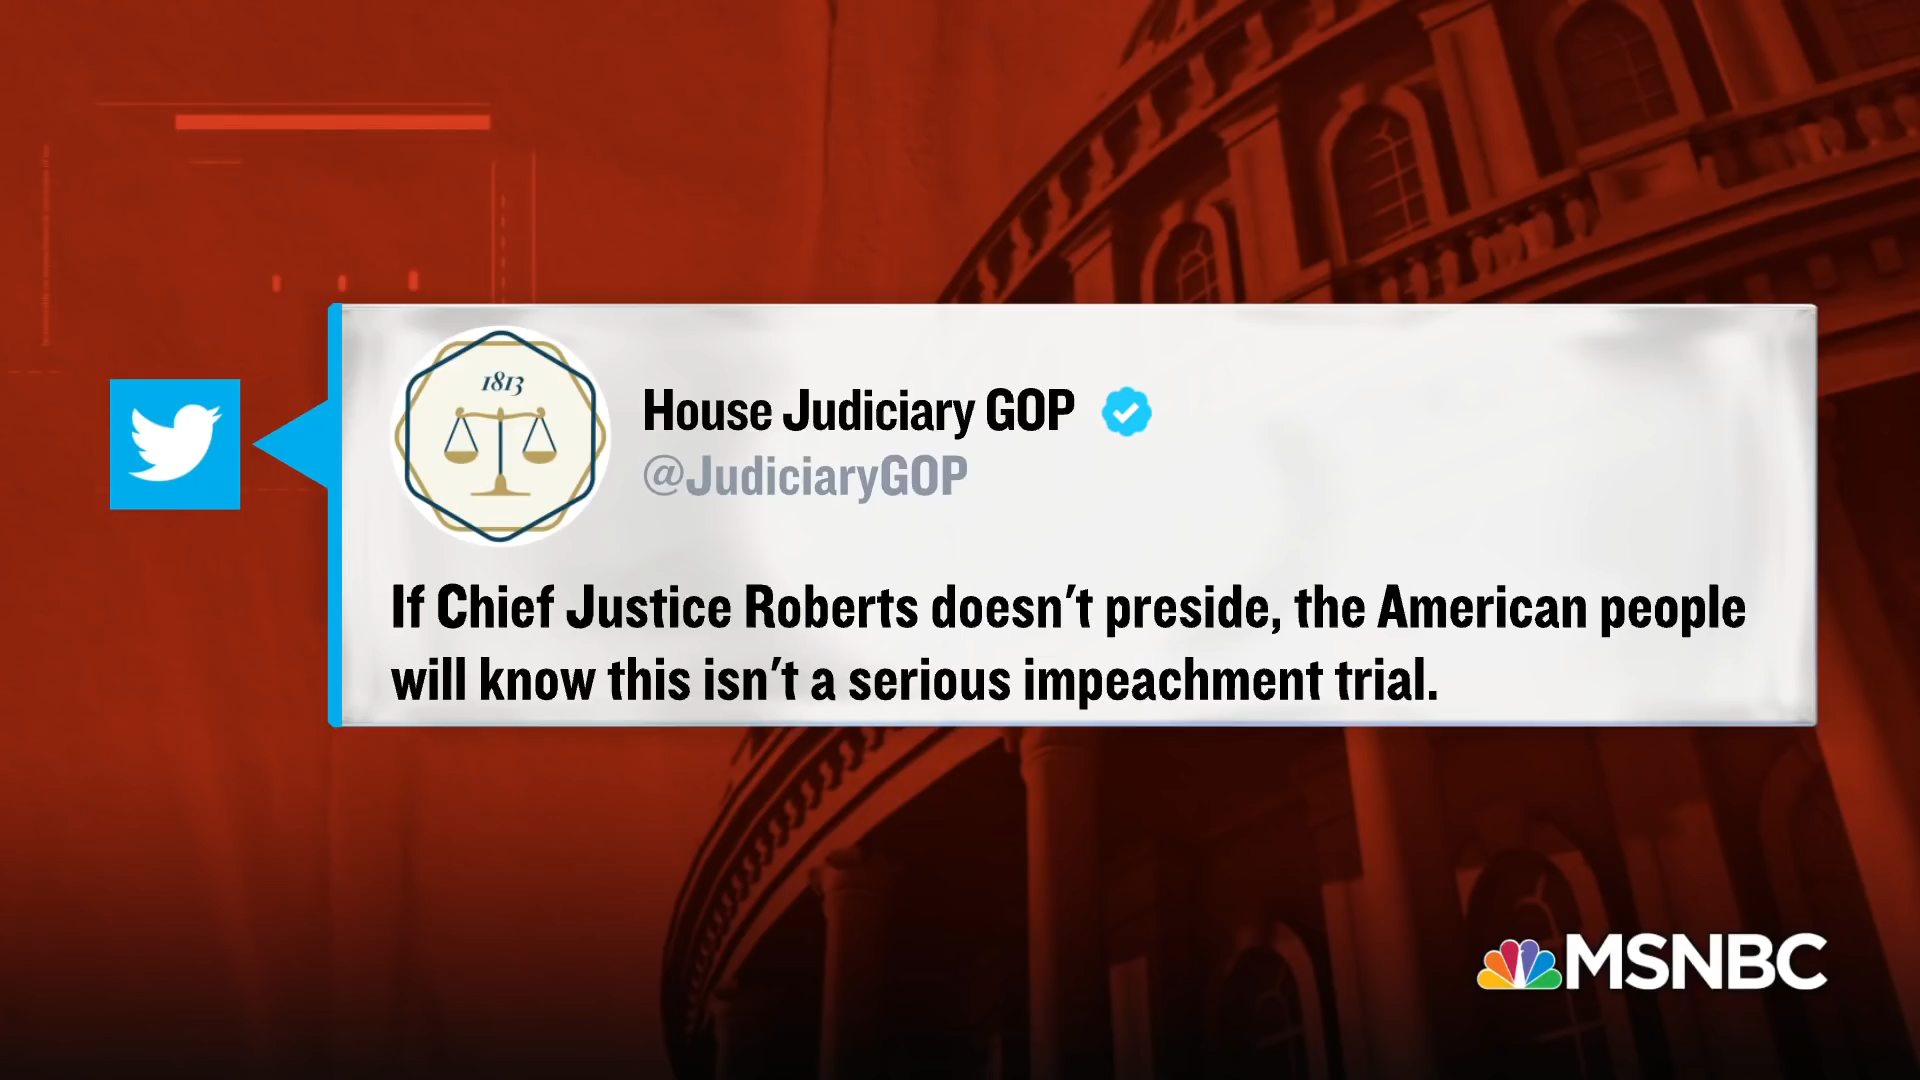 1813
House Judiciary GOP
@JudiciaryGOP
If Chief Justice Roberts doesn't preside, the American people
will know this isn't a serious impeachment trial.
MSNBC